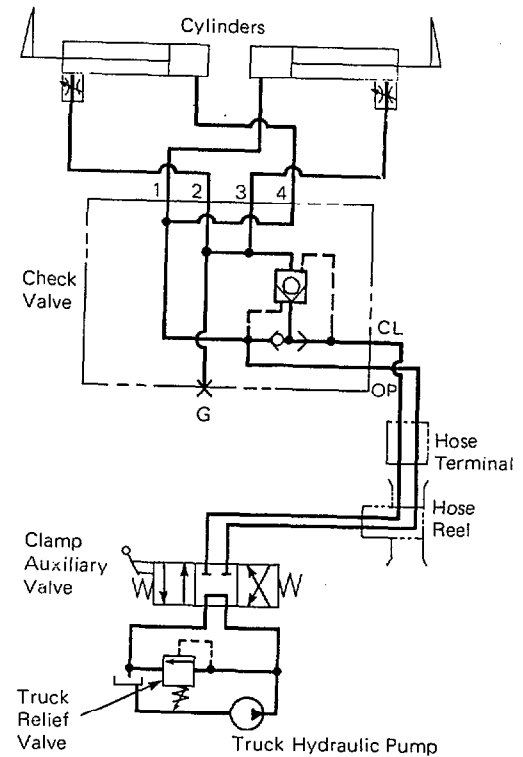 Cylinders
1 2 3 4
Check
Valve
CL
OP
G
Hose
Terminal
Hose
Reel
Clamp
Auxiliary
Valve
Truck
Relief
Valve
Truck Hydraulic Pump